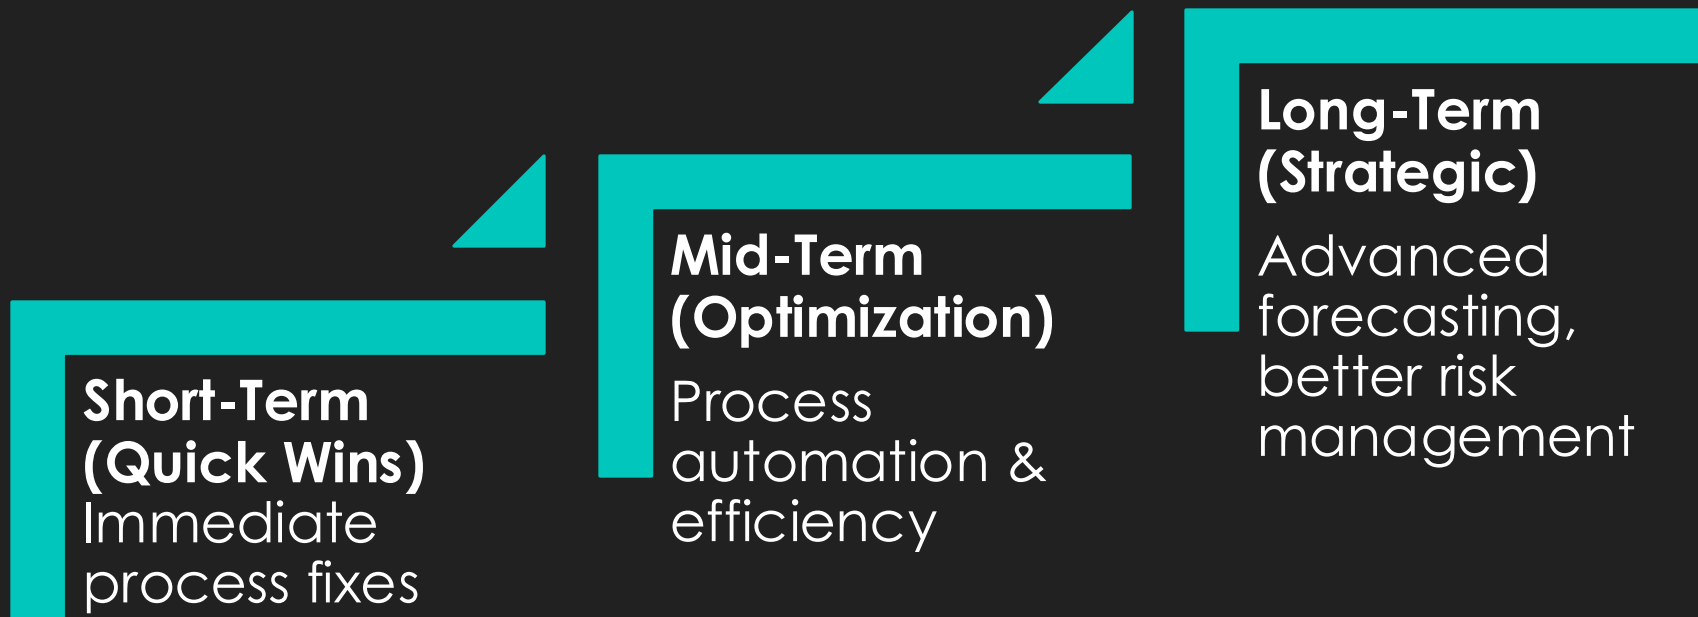 Short-Term
(Quick Wins)
Immediate
process fixes
Mid-Term
(Optimization)
Process
automation &
efficiency
Long-Term
(Strategic)
Advanced
forecasting,
better risk
management